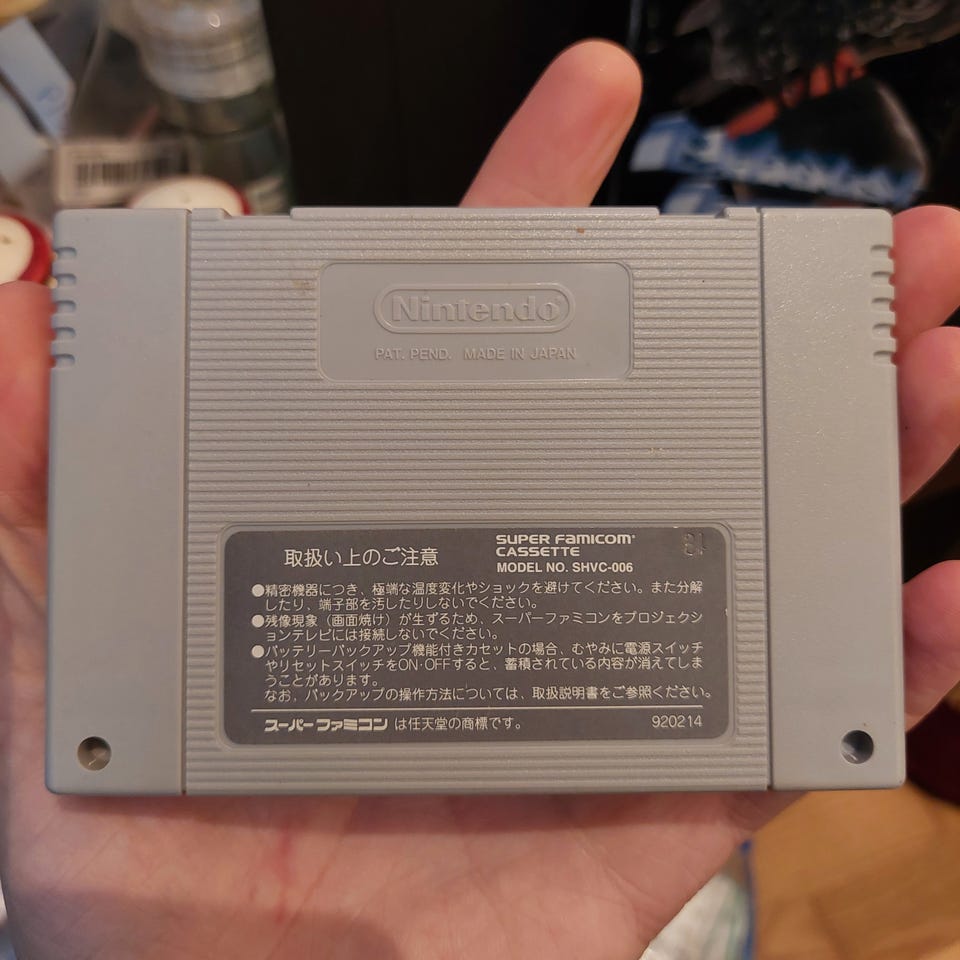 Nintendo®
PAT. PEND. MADE IN JAPAN
取扱い上のご注意
SUPER FAMICOM®
CASSETTE
MODEL NO. SHVC-006
●精密機器につき、極端な温度変化やショックを避けてください。また分解
したり、端子部を汚したりしないでください。
●残像現象（画面焼け）が生ずるため、スーパーファミコンをプロジェクシ
ョンテレビには接続しないでください。
●バッテリーバックアップ機能付きカセットの場合、むやみに電源スイッチ
やリセットスイッチをON・OFFすると、蓄積されている内容が消えてしま
うことがあります。
なお、バックアップの操作方法については、取扱説明書をご参照ください。
スーパーファミコン は任天堂の商標です。
920214